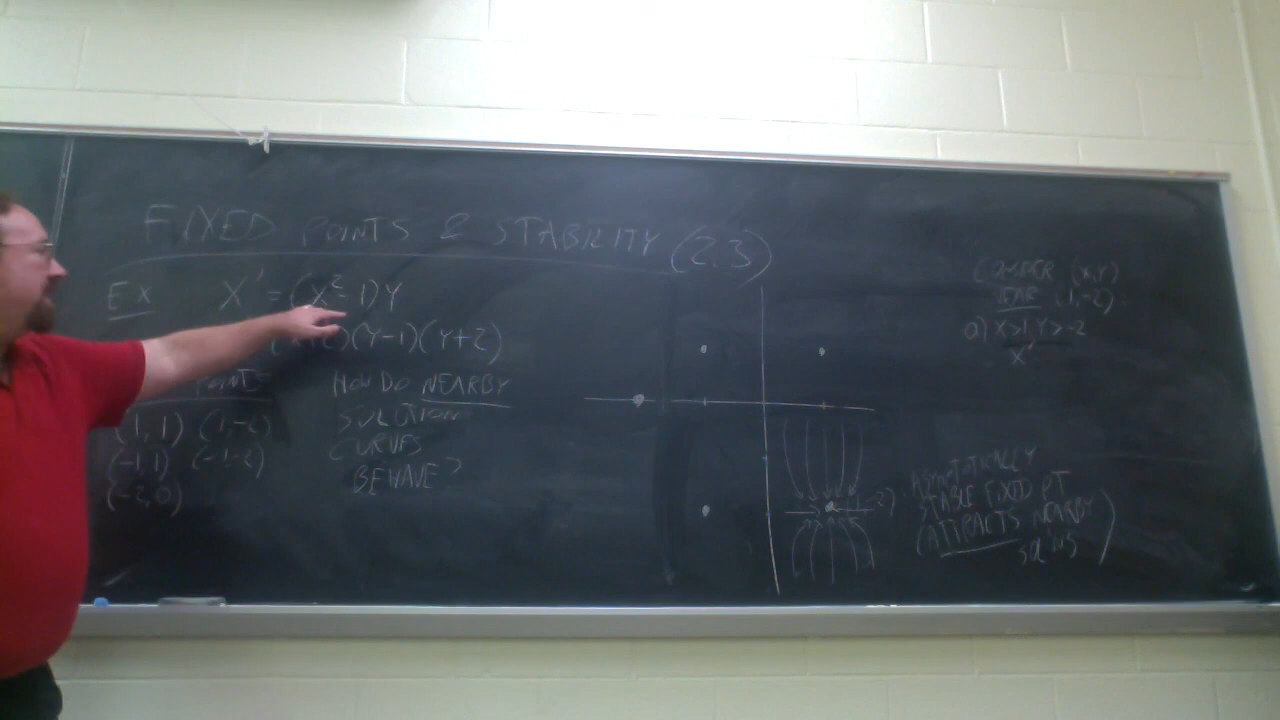 FIXED POINTS & STABILITY (2.3)
EX X' = (X²-1)Y
)(Y-1)(Y+2)
POINTS
(1,1) (1,-2)
(-1,1) (-1,-2)
(-2,0)
HOW DO NEARBY
SOLUTION
CURVES
BEHAVE?
CONSIDER (X,Y)
NEAR (1,-2)
a) X>1, Y>-2
X'
-2)
ASYMPTOTICALLY
STABLE FIXED PT
(ATTRACTS NEARBY
sol'ns)